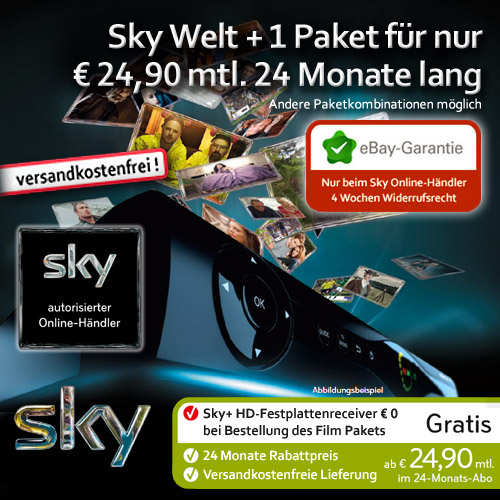 Sky Welt + 1 Paket für nur
€ 24,90 mtl. 24 Monate lang
Andere Paketkombinationen möglich
eBay-Garantie
Nur beim Sky Online-Händler
4 Wochen Widerrufsrecht
versandkostenfrei !
sky
autorisierter
Online-Händler
OK
Abbildungsbeispiel
sky
Sky+ HD-Festplattenreceiver € 0
bei Bestellung des Film Pakets
Gratis
24 Monate Rabattpreis
Versandkostenfreie Lieferung
ab € 24,90 mtl.
im 24-Monats-Abo